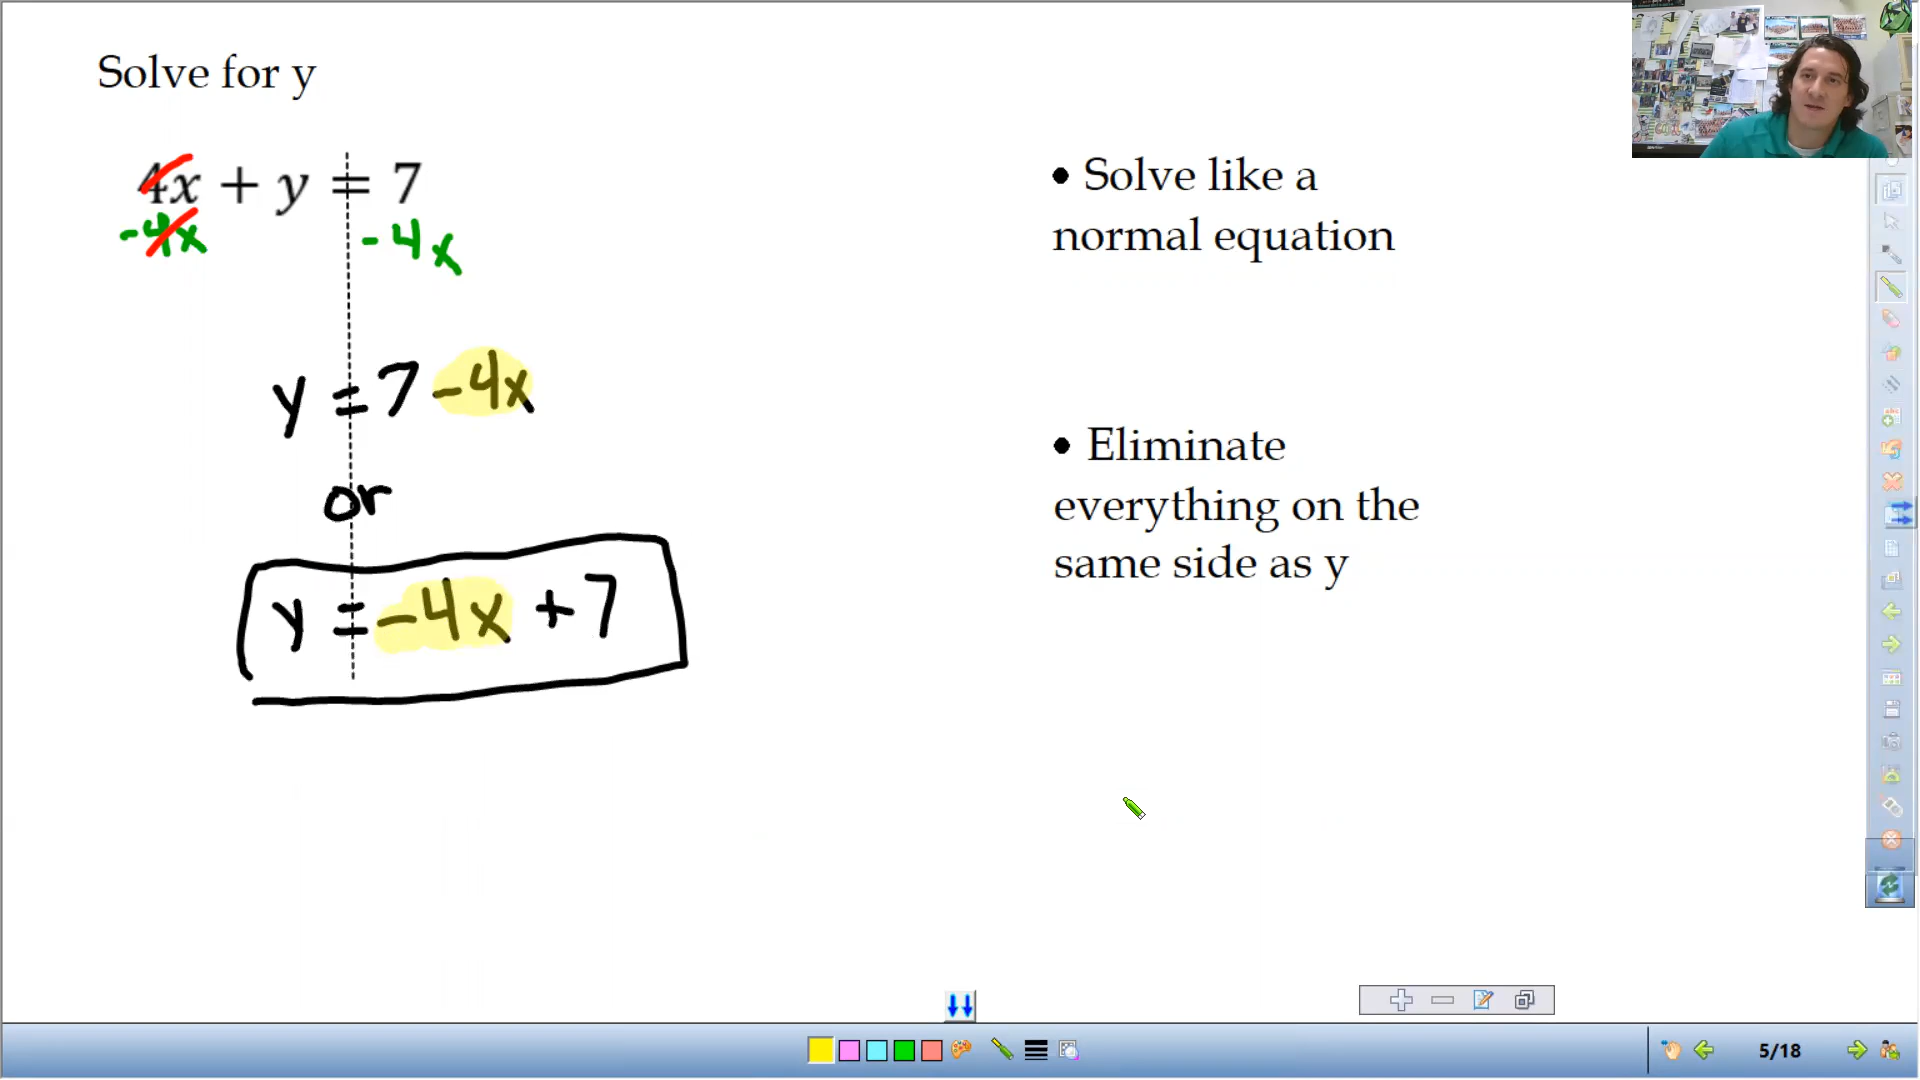 Solve for y
4x + y = 7
-4x -4x
y = 7 -4x
or
y = -4x + 7
• Solve like a
normal equation
• Eliminate
everything on the
same side as y
5/18